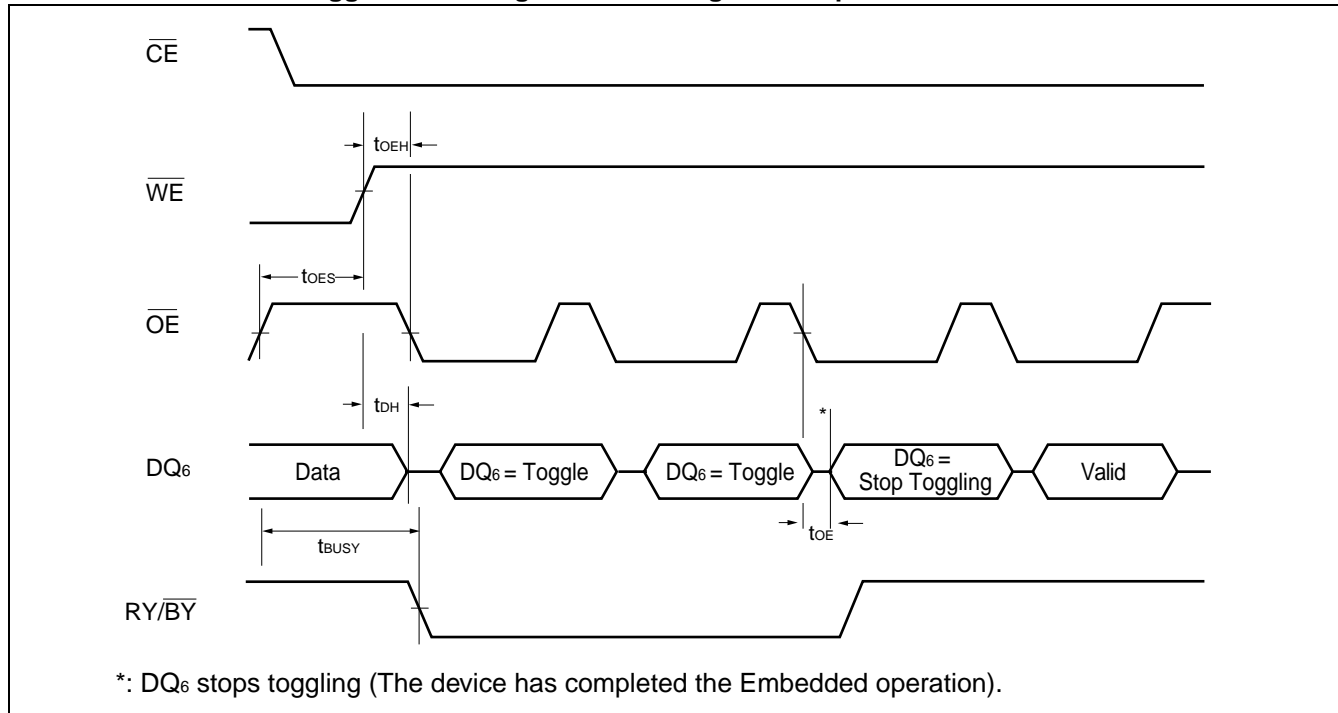 CE
tOEH
WE
tOES
OE
tDH
*
DQ6
Data
DQ6 = Toggle
DQ6 = Toggle
DQ6 =
Stop Toggling
Valid
tOE
tBUSY
RY/BY
*: DQ6 stops toggling (The device has completed the Embedded operation).